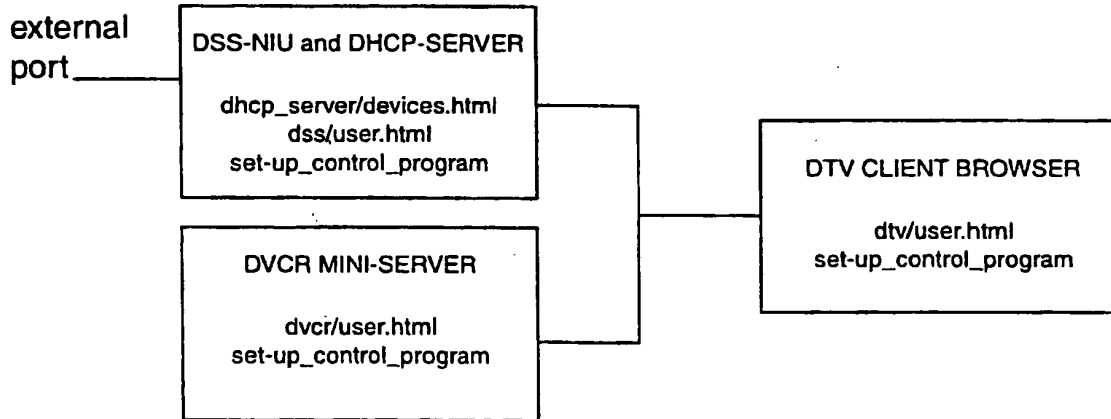 external
port
DSS-NIU and DHCP-SERVER
dhcp_server/devices.html
dss/user.html
set-up_control_program
DVCR MINI-SERVER
dvcr/user.html
set-up_control_program
DTV CLIENT BROWSER
dtv/user.html
set-up_control_program